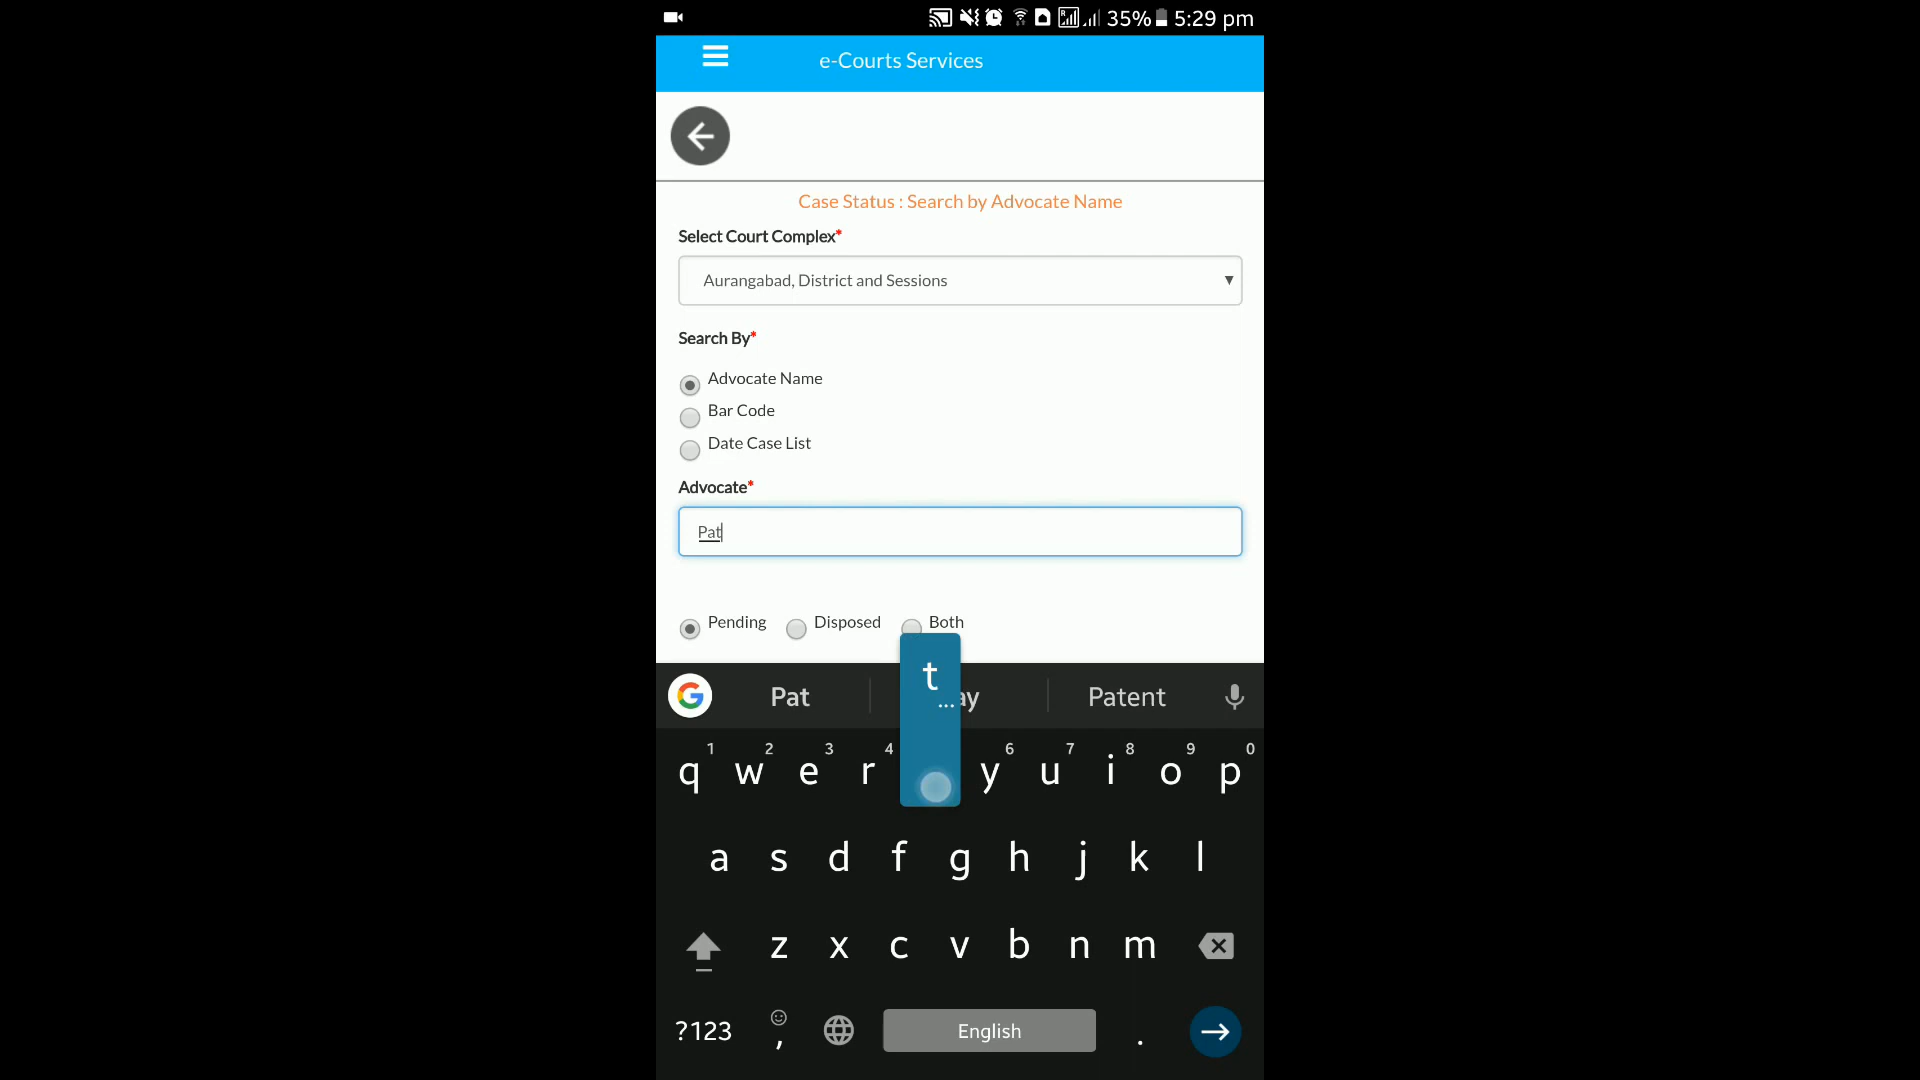 35% 5:29 pm
e-Courts Services
Case Status : Search by Advocate Name
Select Court Complex*
Aurangabad, District and Sessions
Search By*
Advocate Name
Bar Code
Date Case List
Advocate*
Pat
Pending Disposed Both
t
...
Pat ay Patent
1 2 3 4 6 7 8 9 0
q w e r y u i o p
a s d f g h j k l
z x c v b n m
?123 , English .